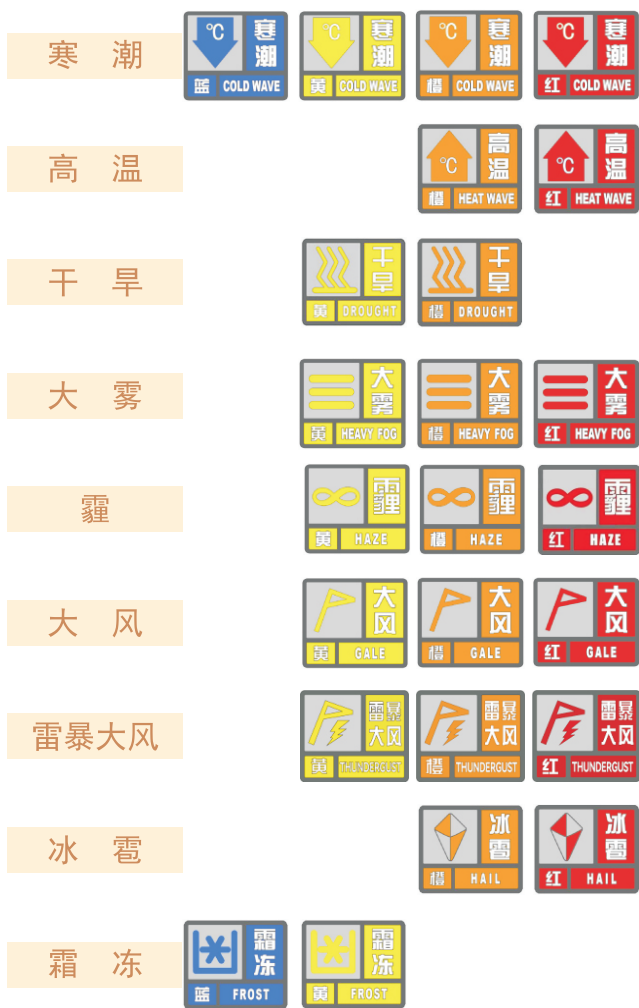 寒 潮
℃ 寒潮
蓝 COLD WAVE
℃ 寒潮
黄 COLD WAVE
℃ 寒潮
橙 COLD WAVE
℃ 寒潮
红 COLD WAVE
高 温
℃ 高温
橙 HEAT WAVE
℃ 高温
红 HEAT WAVE
干 旱
干旱
黄 DROUGHT
干旱
橙 DROUGHT
大 雾
大雾
黄 HEAVY FOG
大雾
橙 HEAVY FOG
大雾
红 HEAVY FOG
霾
霾
黄 HAZE
霾
橙 HAZE
霾
红 HAZE
大 风
大风
黄 GALE
大风
橙 GALE
大风
红 GALE
雷暴大风
雷暴
大风
黄 THUNDERGUST
雷暴
大风
橙 THUNDERGUST
雷暴
大风
红 THUNDERGUST
冰 雹
冰雹
橙 HAIL
冰雹
红 HAIL
霜 冻
霜冻
蓝 FROST
霜冻
黄 FROST